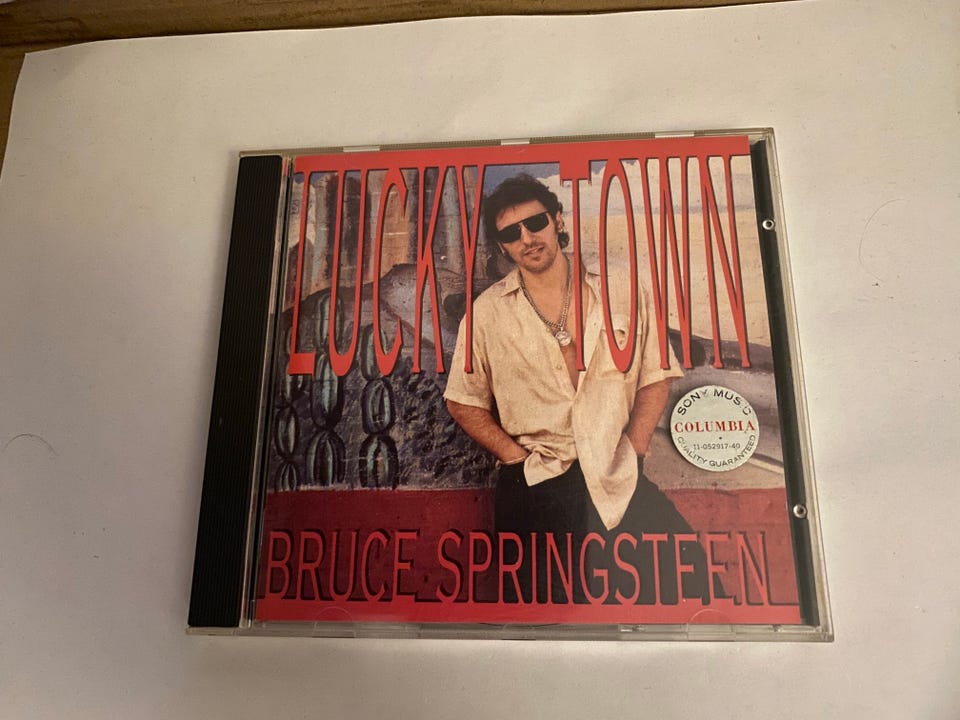 LUCKY TOWN
SONY MUSIC
COLUMBIA
11-052917-40
QUALITY GUARANTEED
BRUCE SPRINGSTEEN